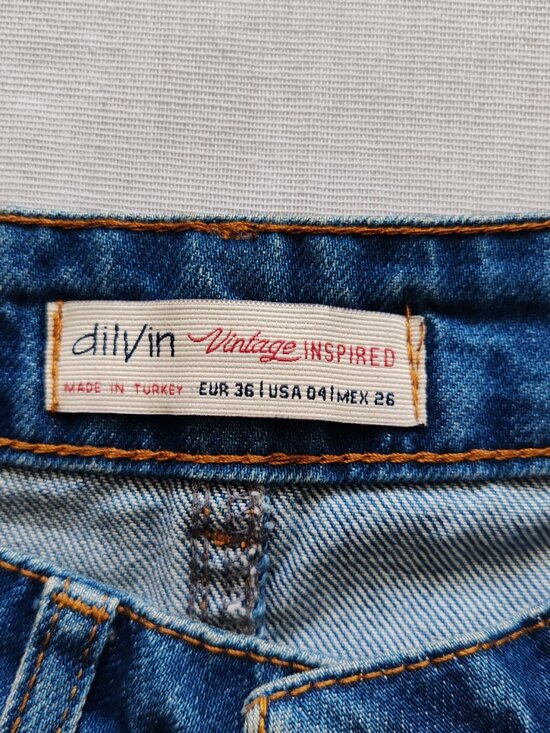 dilvin Vintage INSPIRED
MADE IN TURKEY EUR 36 | USA 04 | MEX 26